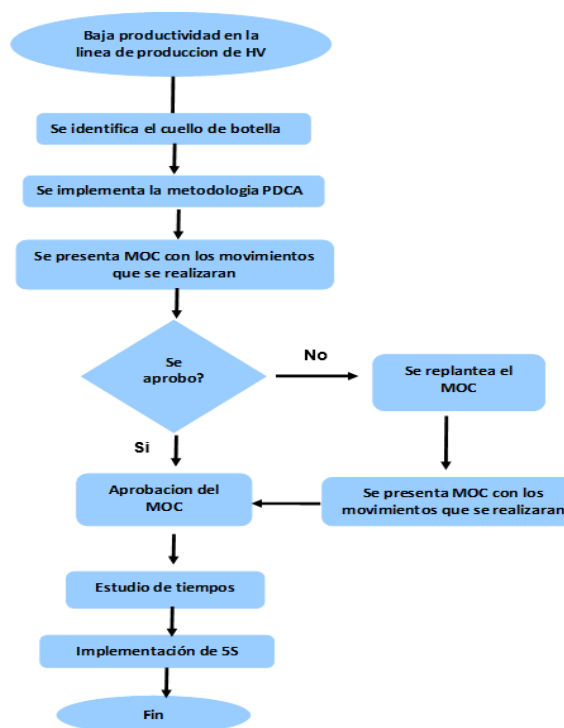 Baja productividad en la
linea de produccion de HV
Se identifica el cuello de botella
Se implementa la metodologia PDCA
Se presenta MOC con los movimientos
que se realizaran
Se
aprobo?
No
Se replantea el
MOC
Si
Aprobacion del
MOC
Se presenta MOC con los
movimientos que se realizaran
Estudio de tiempos
Implementación de 5S
Fin